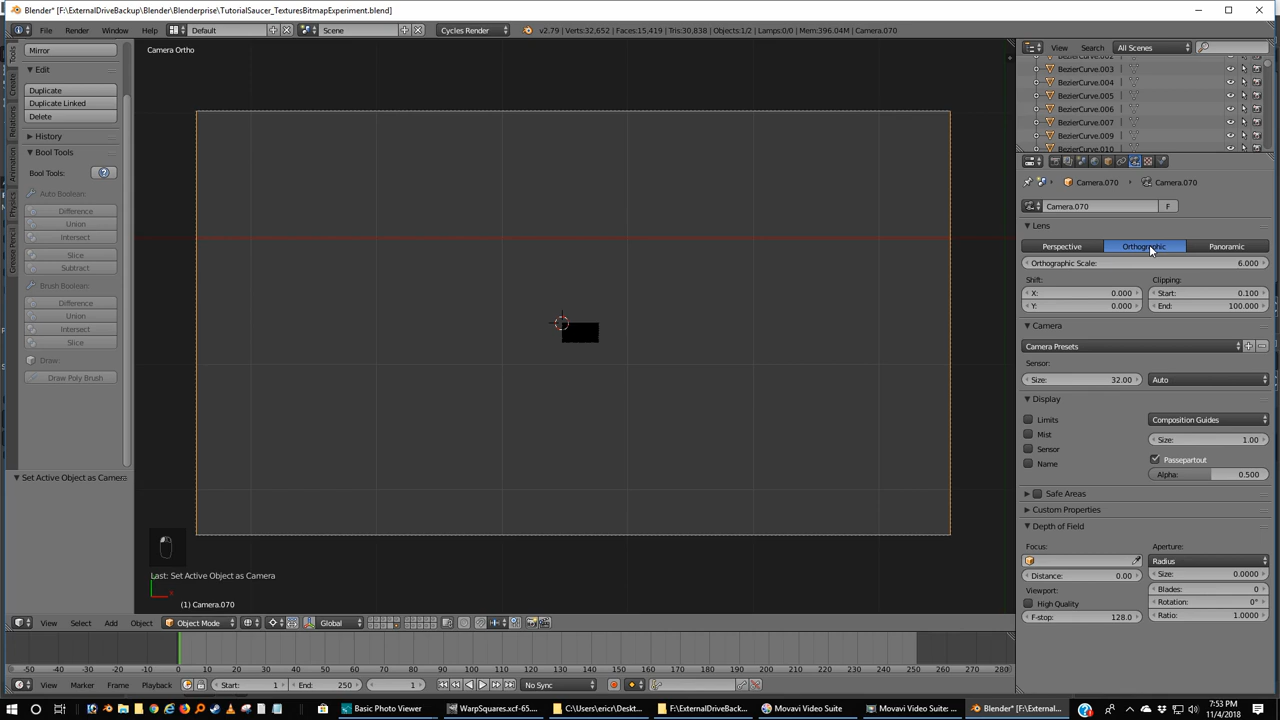 Blender* [F:\ExternalDriveBackup\Blender\Blenderprise\TutorialSaucer_TexturesBitmapExperiment.blend]
File Render Window Help Default Scene Cycles Render v2.79 | Verts:32,652 | Faces:15,419 | Tris:30,838 | Objects:1/2 | Lamps:0/0 | Mem:396.04M | Camera.070
Tools
Create
Relations
Animation
Physics
Grease Pencil
Mirror
Edit
Duplicate
Duplicate Linked
Delete
History
Bool Tools
Bool Tools:
Auto Boolean:
Difference
Union
Intersect
Slice
Subtract
Brush Boolean:
Difference
Union
Intersect
Slice
Draw:
Draw Poly Brush
Set Active Object as Camera
Camera Ortho
Last: Set Active Object as Camera
(1) Camera.070
View Select Add Object Object Mode Global
View Search All Scenes
BezierCurve.002
BezierCurve.003
BezierCurve.004
BezierCurve.005
BezierCurve.006
BezierCurve.007
BezierCurve.009
BezierCurve.010
Camera.070 Camera.070
Camera.070 F
Lens
Perspective Orthographic Panoramic
Orthographic Scale: 6.000
Shift: Clipping:
X: 0.000 Start: 0.100
Y: 0.000 End: 100.000
Camera
Camera Presets
Sensor:
Size: 32.00 Auto
Display
Limits Composition Guides
Mist Size: 1.00
Sensor Passepartout
Name Alpha: 0.500
Safe Areas
Custom Properties
Depth of Field
Focus: Aperture:
Radius
Distance: 0.00 Size: 0.0000
Viewport: Blades: 0
High Quality Rotation: 0°
F-stop: 128.0 Ratio: 1.0000
-50 -40 -30 -20 -10 0 10 20 30 40 50 60 70 80 90 100 110 120 130 140 150 160 170 180 190 200 210 220 230 240 250 260 270 280
View Marker Frame Playback Start: 1 End: 250 1 No Sync
Basic Photo Viewer WarpSquares.xcf-65... C:\Users\ericr\Deskt... F:\ExternalDriveBack... Movavi Video Suite Movavi Video Suite: ... Blender* [F:\External... 7:53 PM
11/4/2018